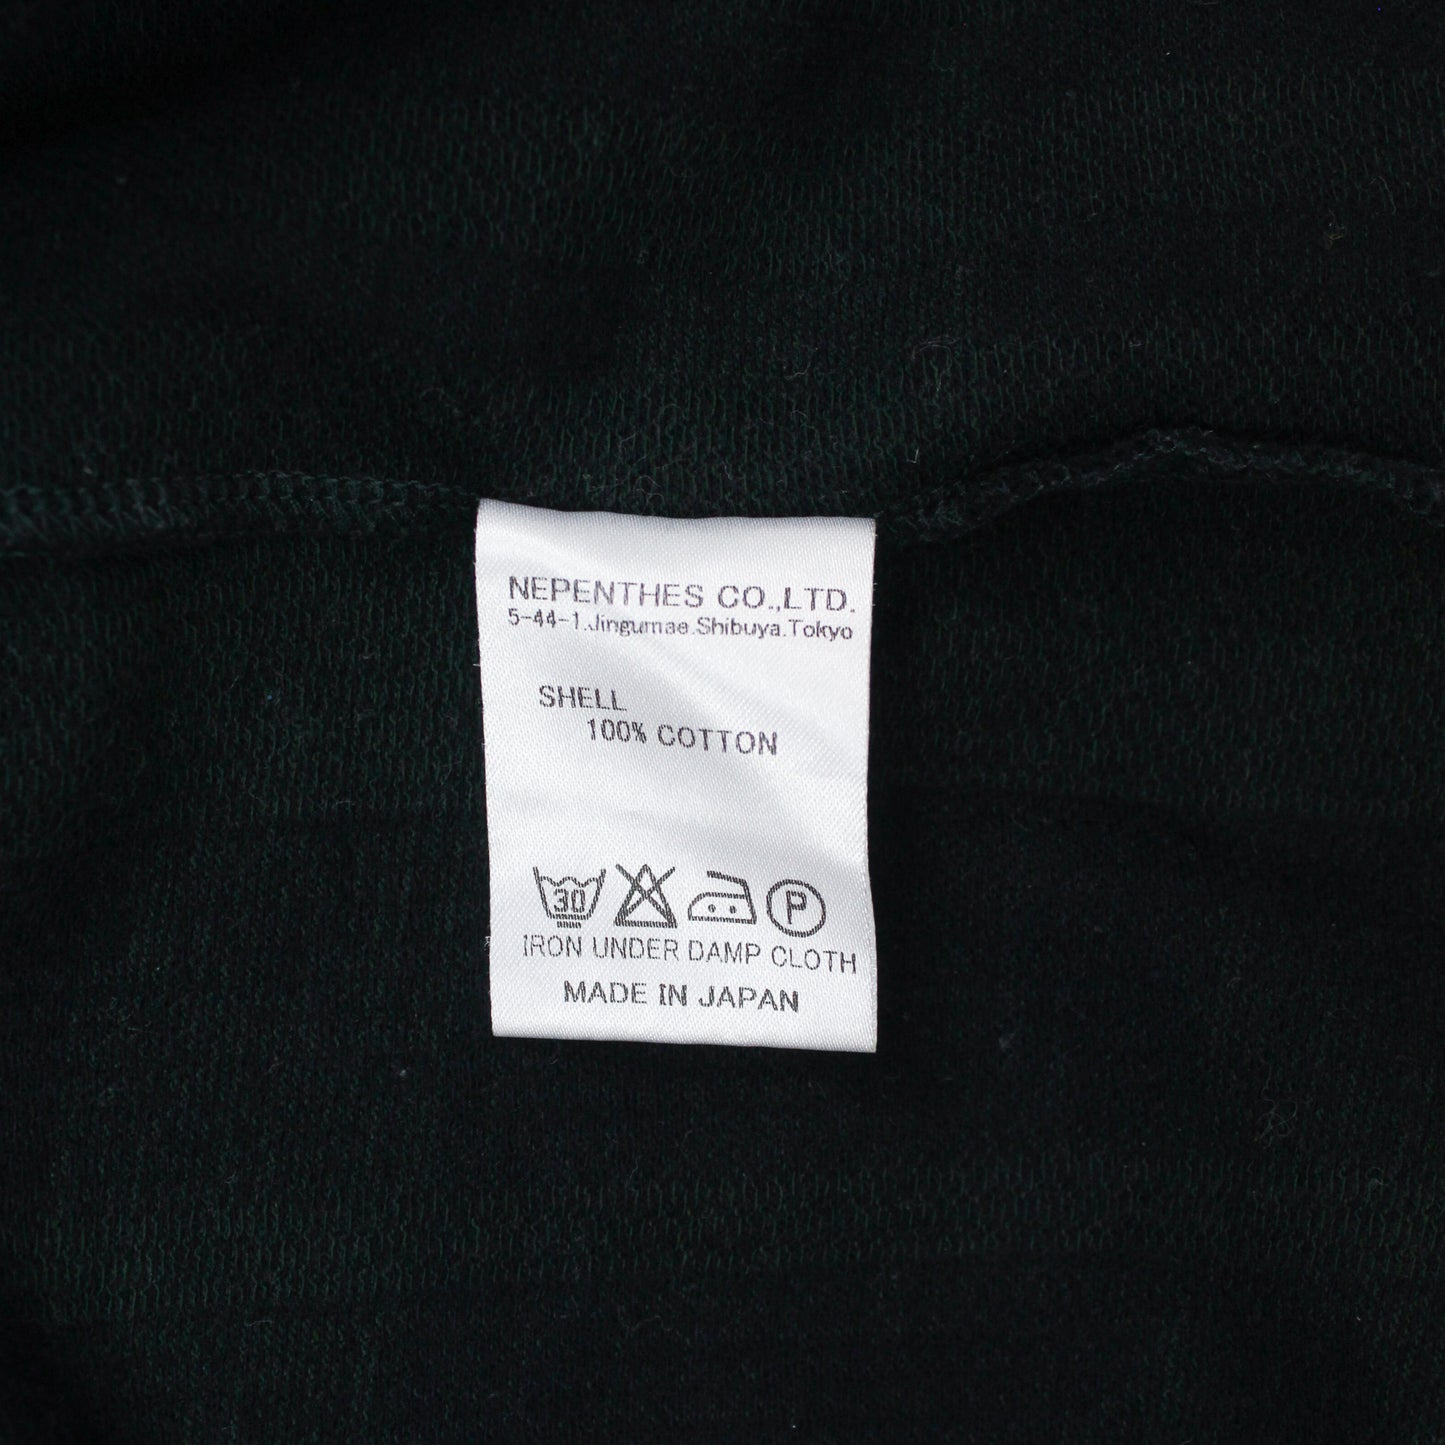 NEPENTHES CO.,LTD.
5-44-1.Jingumae.Shibuya.Tokyo
SHELL
100% COTTON
30 P
IRON UNDER DAMP CLOTH
MADE IN JAPAN